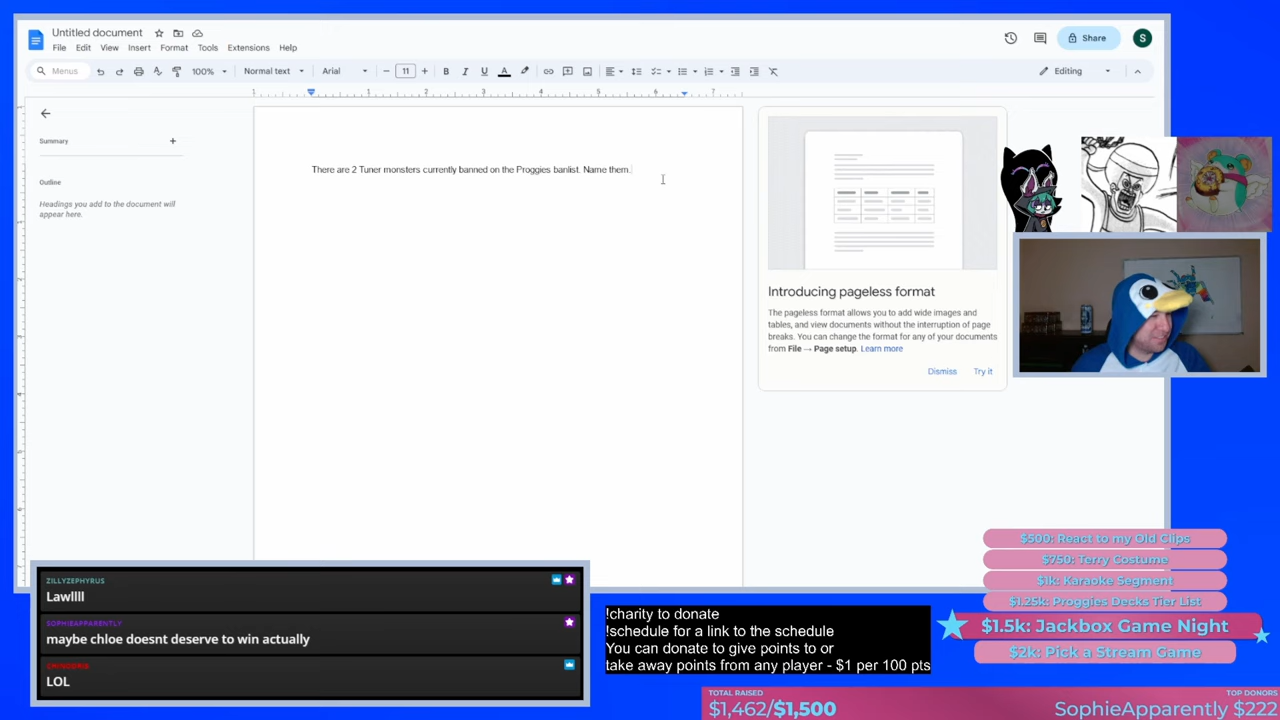 Untitled document
File Edit View Insert Format Tools Extensions Help
Share
S
Menus
100%
Normal text
Arial
11
B I U A
Editing
1 1 2 3 4 5 6 7
Summary
Outline
Headings you add to the document will
appear here.
There are 2 Tuner monsters currently banned on the Proggies banlist. Name them.
Introducing pageless format
The pageless format allows you to add wide images and
tables, and view documents without the interruption of page
breaks. You can change the format for any of your documents
from File → Page setup. Learn more
Dismiss Try it
ZILLYZEPHYRUS
Lawllll
SOPHIEAPPARENTLY
maybe chloe doesnt deserve to win actually
LOL
!charity to donate
!schedule for a link to the schedule
You can donate to give points to or
take away points from any player - $1 per 100 pts
$500: React to my Old Clips
$750: Terry Costume
$1k: Karaoke Segment
$1.25k: Proggies Decks Tier List
$1.5k: Jackbox Game Night
$2k: Pick a Stream Game
TOTAL RAISED
$1,462/$1,500
TOP DONORS
SophieApparently $222